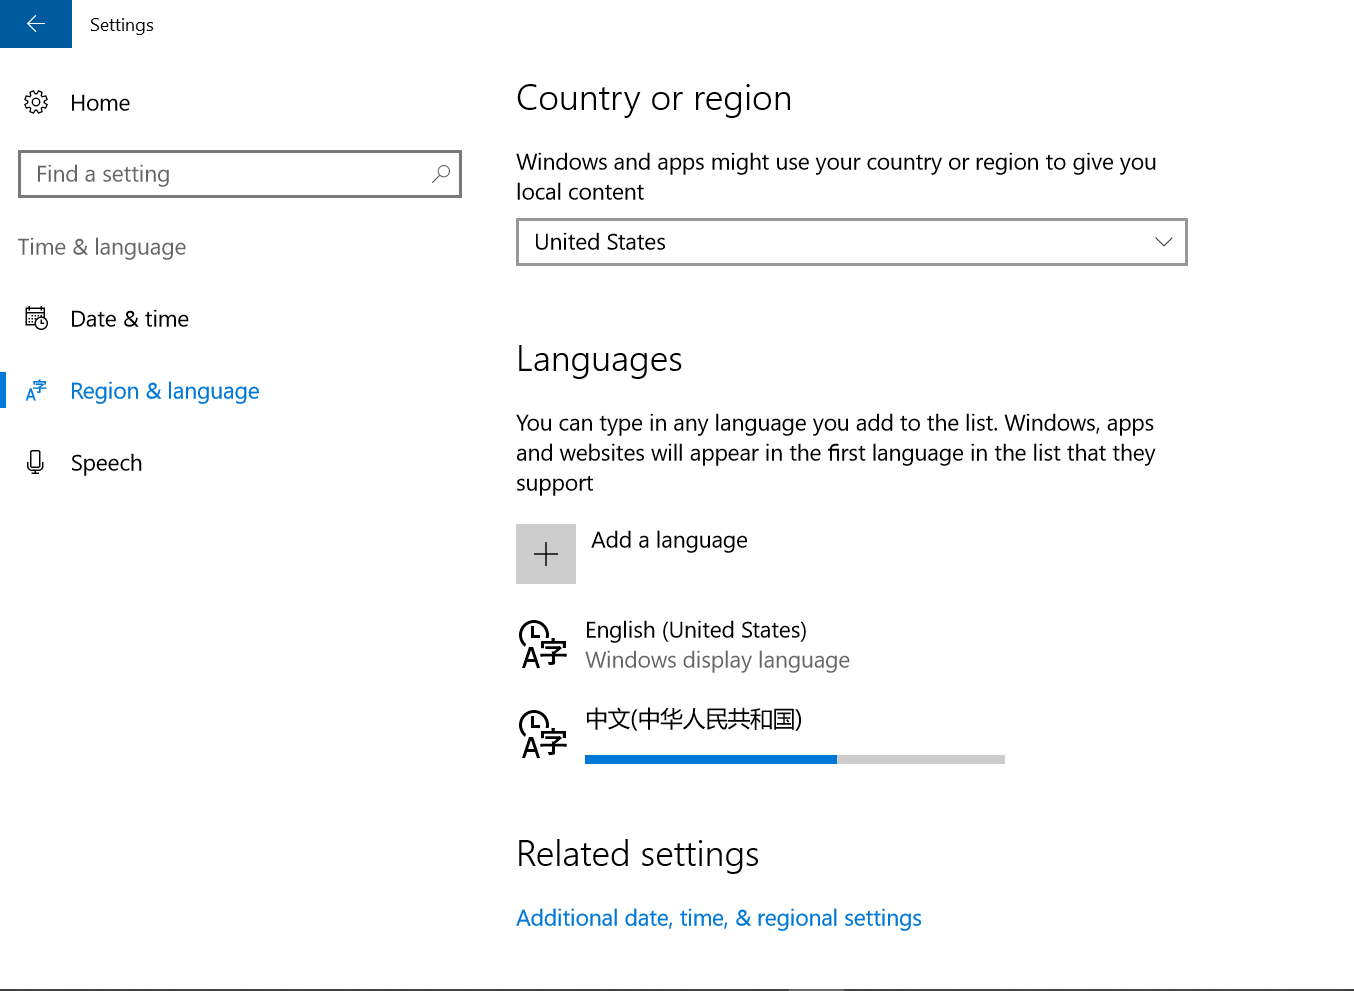 Settings
Home
Find a setting
Time & language
Date & time
Region & language
Speech
Country or region
Windows and apps might use your country or region to give you
local content
United States
Languages
You can type in any language you add to the list. Windows, apps
and websites will appear in the first language in the list that they
support
Add a language
English (United States)
Windows display language
中文(中华人民共和国)
Related settings
Additional date, time, & regional settings